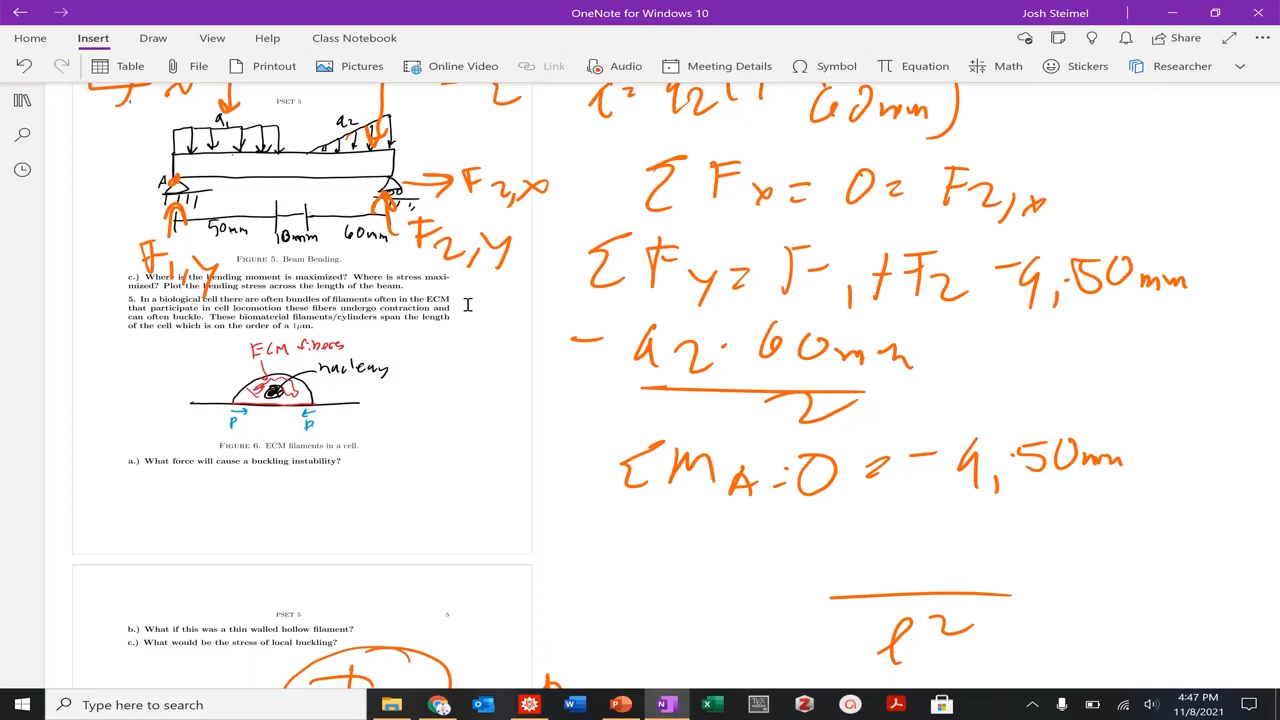 OneNote for Windows 10
Josh Steimel
Home Insert Draw View Help Class Notebook
Share
Table File Printout Pictures Online Video Link Audio Meeting Details Symbol Equation Math Stickers Researcher
4 PSET 5
q1 q2
A
50mm 10mm 60mm
F1,y F2,y F2,x
FIGURE 5. Beam Bending.
c.) Where is the bending moment is maximized? Where is stress maxi-
mized? Plot the bending stress across the length of the beam.
5. In a biological cell there are often bundles of filaments often in the ECM
that participate in cell locomotion these fibers undergo contraction and
can often buckle. These biomaterial filaments/cylinders span the length
of the cell which is on the order of a 1μm.
ECM fibers
nucleus
P P
FIGURE 6. ECM filaments in a cell.
a.) What force will cause a buckling instability?
PSET 5 5
b.) What if this was a thin walled hollow filament?
c.) What would be the stress of local buckling?
60mm)
ΣFx = 0 = F2,x
ΣFy = F1 + F2 - q1·50mm
- q2·60mm
2
ΣMA = 0 = - q1·50mm
l2
Type here to search
4:47 PM
11/8/2021